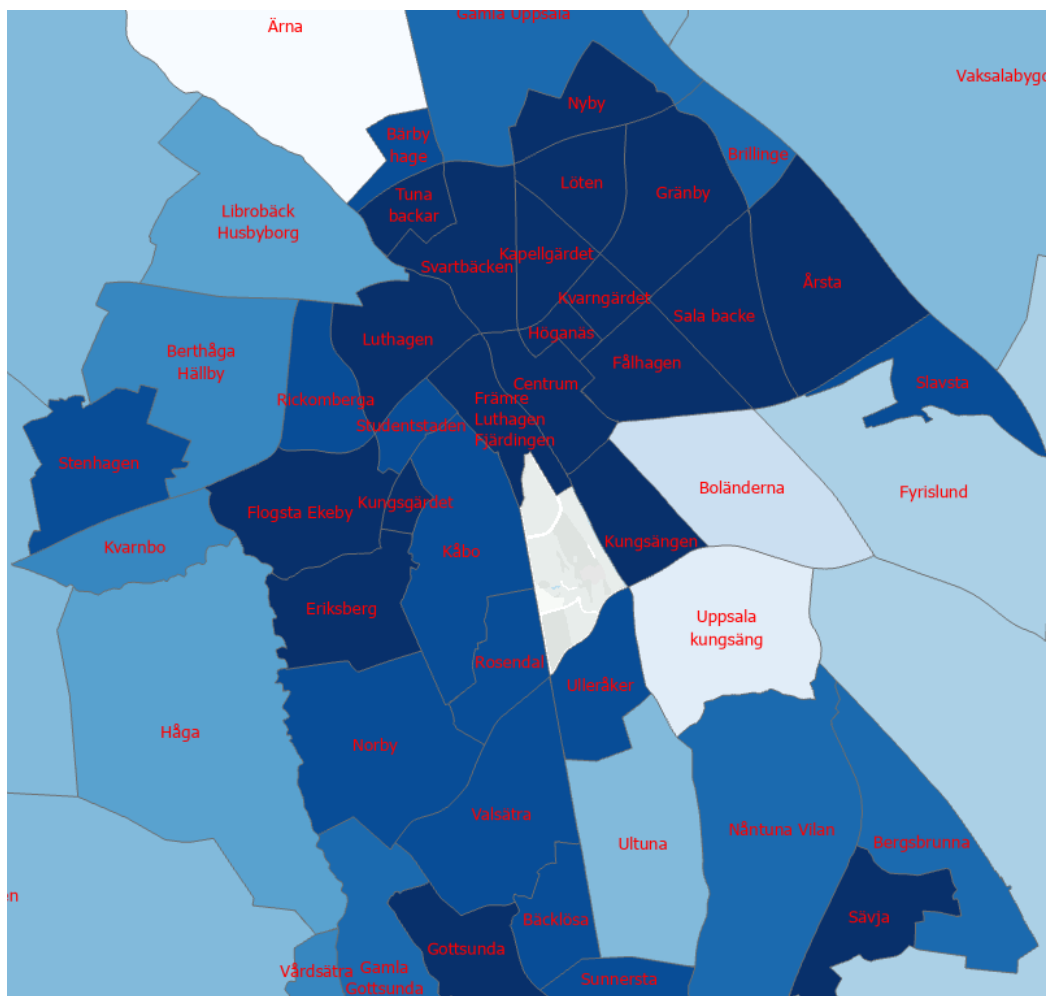 Gamla Uppsala
Ärna
Vaksalabygd
Nyby
Bärby
hage
Brillinge
Löten
Gränby
Tuna
backar
Librobäck
Husbyborg
Kapellgärdet
Svartbäcken
Årsta
Kvarngärdet
Sala backe
Höganäs
Luthagen
Berthåga
Hällby
Fålhagen
Centrum
Slavsta
Rickomberga
Främre
Luthagen
Studentstaden
Fjärdingen
Stenhagen
Boländerna
Fyrislund
Kungsgärdet
Flogsta Ekeby
Kungsängen
Kvarnbo
Kåbo
Eriksberg
Uppsala
kungsäng
Rosendal
Ulleråker
Håga
Norby
Valsätra
Nåntuna Vilan
Ultuna
Bergsbrunna
en
Sävja
Bäcklösa
Gottsunda
Vårdsätra
Gamla
Gottsunda
Sunnersta